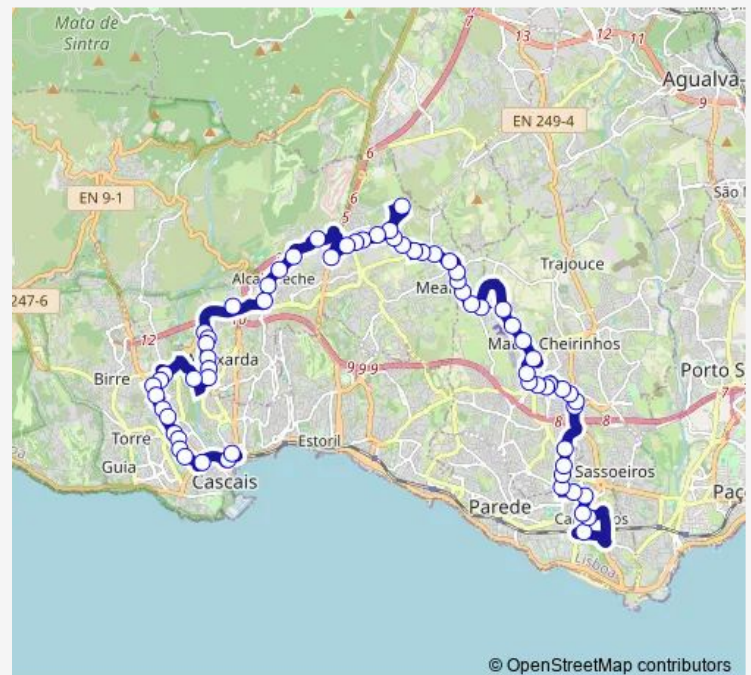 Mata de
Sintra
7
13
12
11
Agualva-
9
EN 249-4
6
EN 9-1
6
5
São
247-6
Trajouce
12
10
Birre
Cheirinhos
9 9 9
Porto S
7
8
8
Torre
Guia
Estoril
Cascais
Sassoeiros
Parede
Paç
Lisboa
© OpenStreetMap contributors